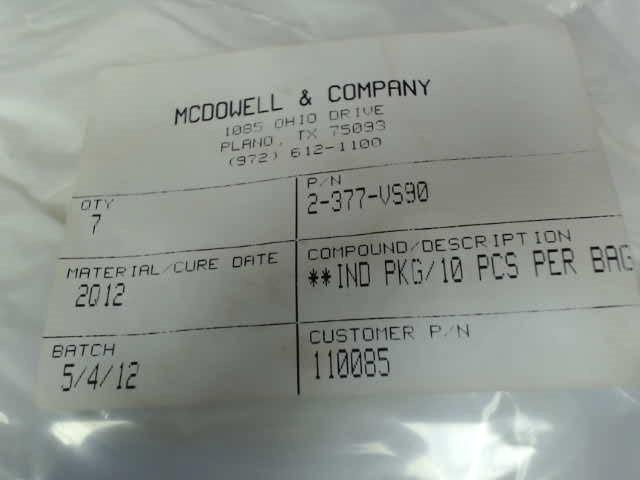 MCDOWELL & COMPANY
1085 OHIO DRIVE
PLANO, TX 75093
(972) 612-1100
QTY
7
P/N
2-377-VS90
MATERIAL/CURE DATE
2Q12
COMPOUND/DESCRIPTION
**IND PKG/10 PCS PER BAG
BATCH
5/4/12
CUSTOMER P/N
110085